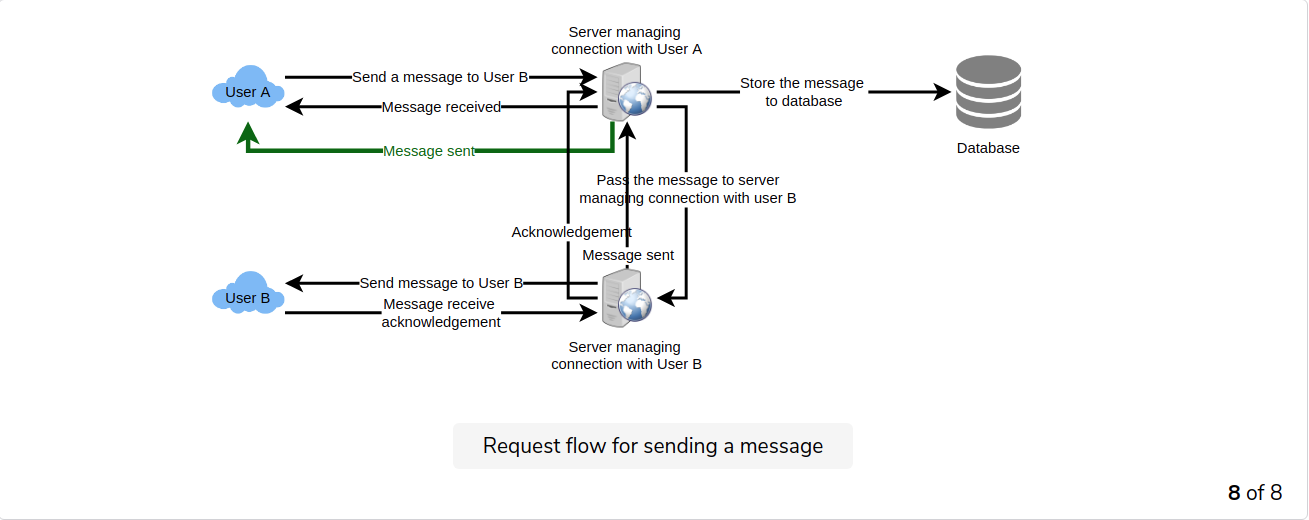 Server managing
connection with User A
User A
Send a message to User B
Message received
Message sent
Store the message
to database
Database
Pass the message to server
managing connection with user B
Acknowledgement
Message sent
User B
Send message to User B
Message receive
acknowledgement
Server managing
connection with User B
Request flow for sending a message
8 of 8